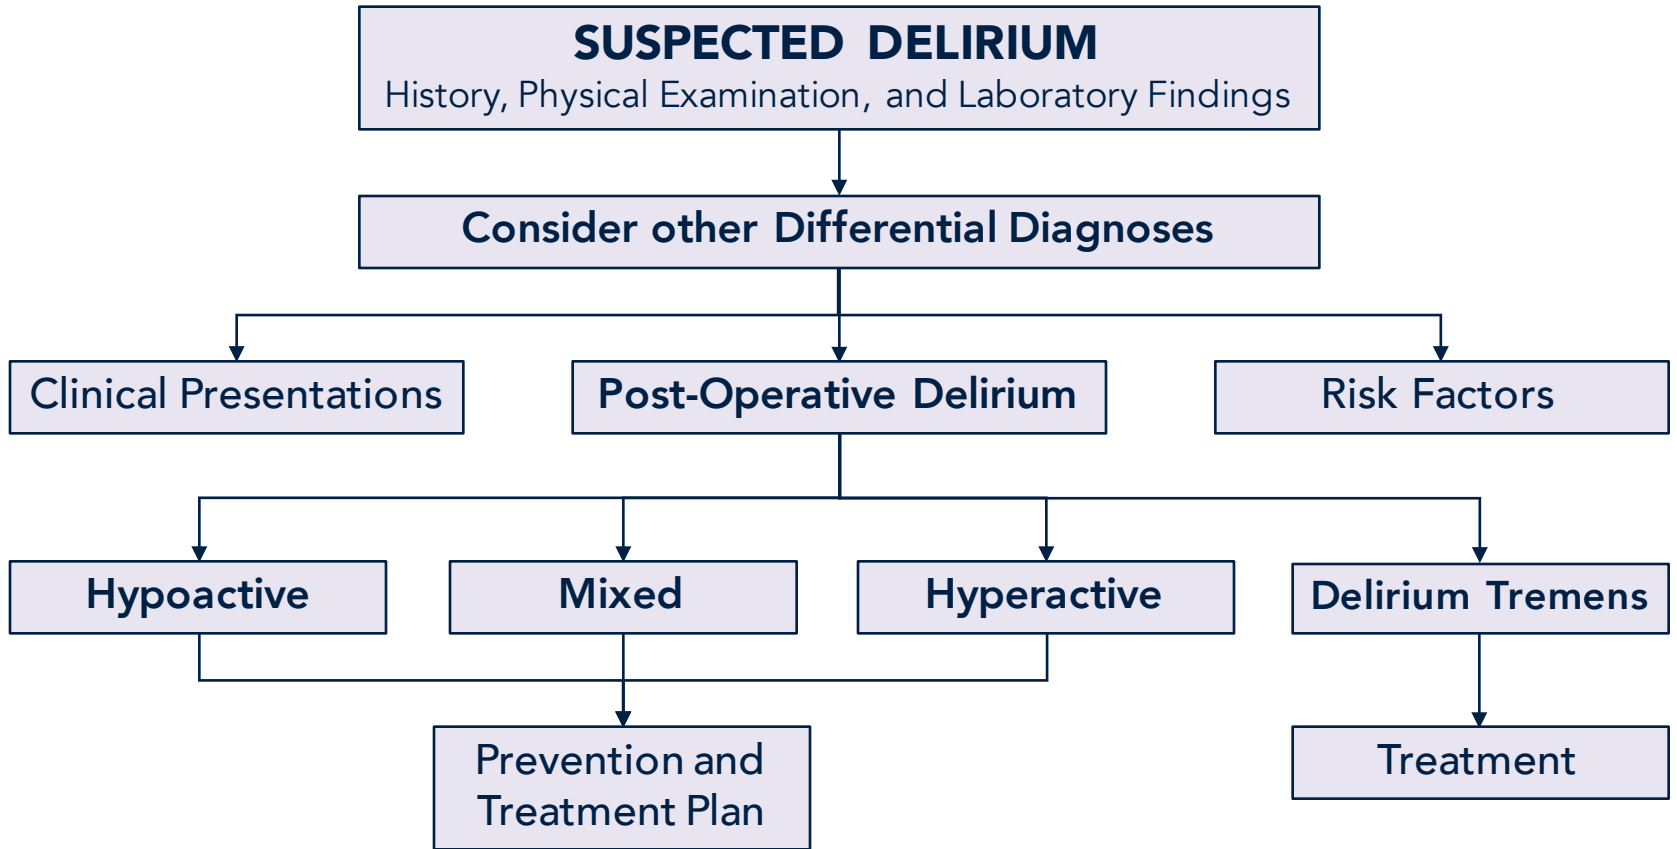 SUSPECTED DELIRIUM
History, Physical Examination, and Laboratory Findings
Consider other Differential Diagnoses
Clinical Presentations
Post-Operative Delirium
Risk Factors
Hypoactive
Mixed
Hyperactive
Delirium Tremens
Prevention and
Treatment Plan
Treatment